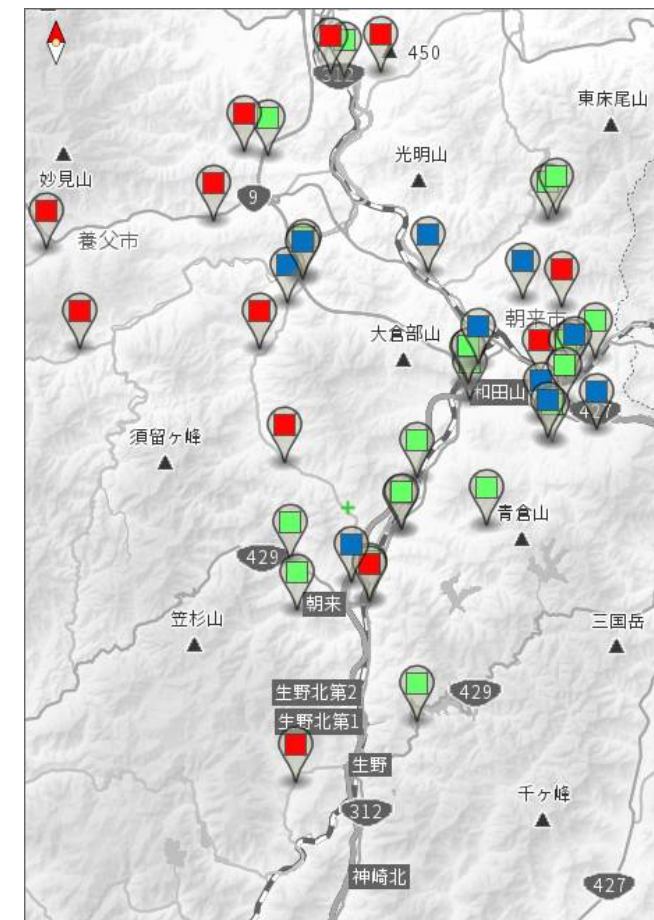 312
450
東床尾山
光明山
妙見山
9
養父市
朝来市
大倉部山
和田山
427
須留ヶ峰
青倉山
429
朝来
笠杉山
三国岳
生野北第2
429
生野北第1
生野
千ヶ峰
312
神崎北
427